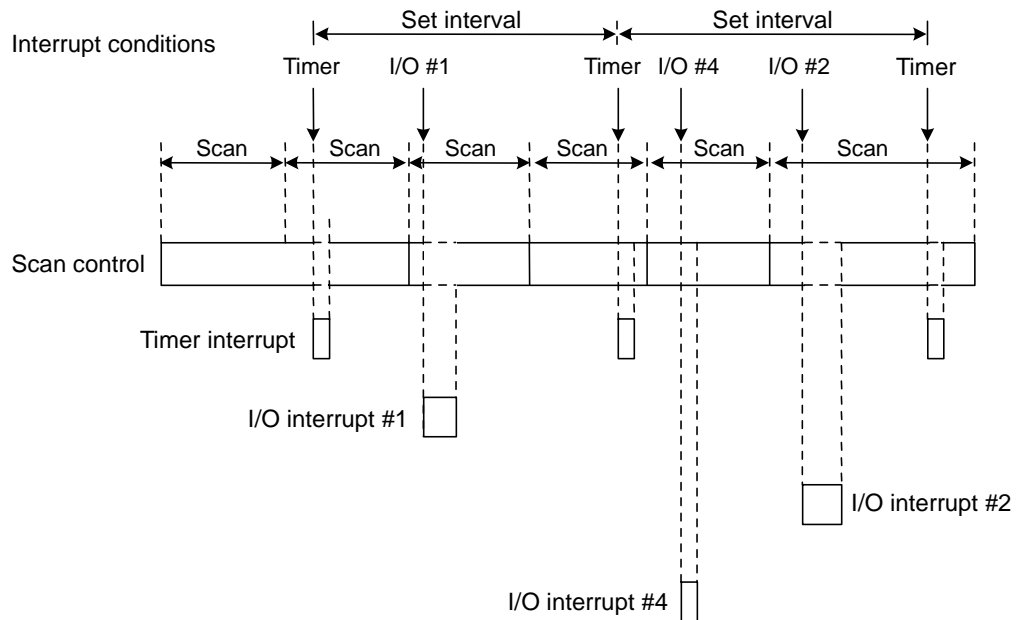 Set interval Set interval
Interrupt conditions
Timer I/O #1 Timer I/O #4 I/O #2 Timer
Scan Scan Scan Scan Scan Scan
Scan control
Timer interrupt
I/O interrupt #1
I/O interrupt #2
I/O interrupt #4